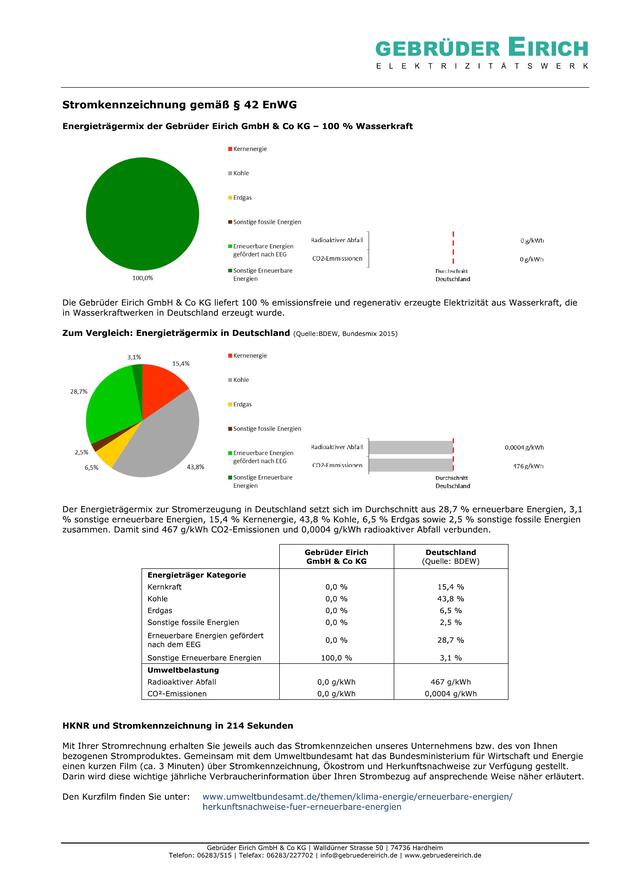 GEBRÜDER EIRICH
ELEKTRIZITÄTSWERK
Stromkennzeichnung gemäß § 42 EnWG
Energieträgermix der Gebrüder Eirich GmbH & Co KG – 100 % Wasserkraft
Kernenergie
Kohle
Erdgas
Sonstige fossile Energien
Erneuerbare Energien
gefördert nach EEG
Sonstige Erneuerbare
Energien
100,0%
Radioaktiver Abfall
0 g/kWh
CO2-Emmissionen
0 g/kWh
Durchschnitt
Deutschland
Die Gebrüder Eirich GmbH & Co KG liefert 100 % emissionsfreie und regenerativ erzeugte Elektrizität aus Wasserkraft, die
in Wasserkraftwerken in Deutschland erzeugt wurde.
Zum Vergleich: Energieträgermix in Deutschland (Quelle:BDEW, Bundesmix 2015)
3,1%
15,4%
28,7%
2,5%
6,5%
43,8%
Kernenergie
Kohle
Erdgas
Sonstige fossile Energien
Erneuerbare Energien
gefördert nach EEG
Sonstige Erneuerbare
Energien
Radioaktiver Abfall
0,0004 g/kWh
CO2-Emmissionen
476 g/kWh
Durchschnitt
Deutschland
Der Energieträgermix zur Stromerzeugung in Deutschland setzt sich im Durchschnitt aus 28,7 % erneuerbare Energien, 3,1
% sonstige erneuerbare Energien, 15,4 % Kernenergie, 43,8 % Kohle, 6,5 % Erdgas sowie 2,5 % sonstige fossile Energien
zusammen. Damit sind 467 g/kWh CO2-Emissionen und 0,0004 g/kWh radioaktiver Abfall verbunden.
Gebrüder Eirich
GmbH & Co KG
Deutschland
(Quelle: BDEW)
Energieträger Kategorie
Kernkraft 0,0 % 15,4 %
Kohle 0,0 % 43,8 %
Erdgas 0,0 % 6,5 %
Sonstige fossile Energien 0,0 % 2,5 %
Erneuerbare Energien gefördert
nach dem EEG 0,0 % 28,7 %
Sonstige Erneuerbare Energien 100,0 % 3,1 %
Umweltbelastung
Radioaktiver Abfall 0,0 g/kWh 467 g/kWh
CO²-Emissionen 0,0 g/kWh 0,0004 g/kWh
HKNR und Stromkennzeichnung in 214 Sekunden
Mit Ihrer Stromrechnung erhalten Sie jeweils auch das Stromkennzeichen unseres Unternehmens bzw. des von Ihnen
bezogenen Stromproduktes. Gemeinsam mit dem Umweltbundesamt hat das Bundesministerium für Wirtschaft und Energie
einen kurzen Film (ca. 3 Minuten) über Stromkennzeichnung, Ökostrom und Herkunftsnachweise zur Verfügung gestellt.
Darin wird diese wichtige jährliche Verbraucherinformation über Ihren Strombezug auf ansprechende Weise näher erläutert.
Den Kurzfilm finden Sie unter: www.umweltbundesamt.de/themen/klima-energie/erneuerbare-energien/
herkunftsnachweise-fuer-erneuerbare-energien
Gebrüder Eirich GmbH & Co KG | Walldürner Strasse 50 | 74736 Hardheim
Telefon: 06283/515 | Telefax: 06283/227702 | info@gebruedereirich.de | www.gebruedereirich.de